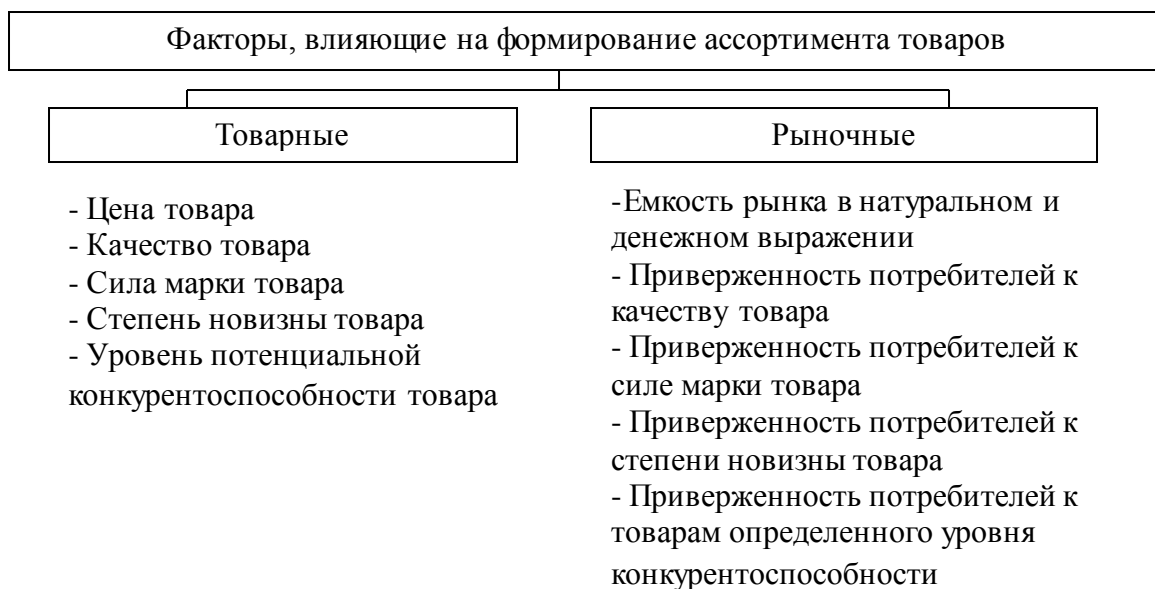 Факторы, влияющие на формирование ассортимента товаров
Товарные
- Цена товара
- Качество товара
- Сила марки товара
- Степень новизны товара
- Уровень потенциальной
конкурентоспособности товара
Рыночные
-Емкость рынка в натуральном и
денежном выражении
- Приверженность потребителей к
качеству товара
- Приверженность потребителей к
силе марки товара
- Приверженность потребителей к
степени новизны товара
- Приверженность потребителей к
товарам определенного уровня
конкурентоспособности